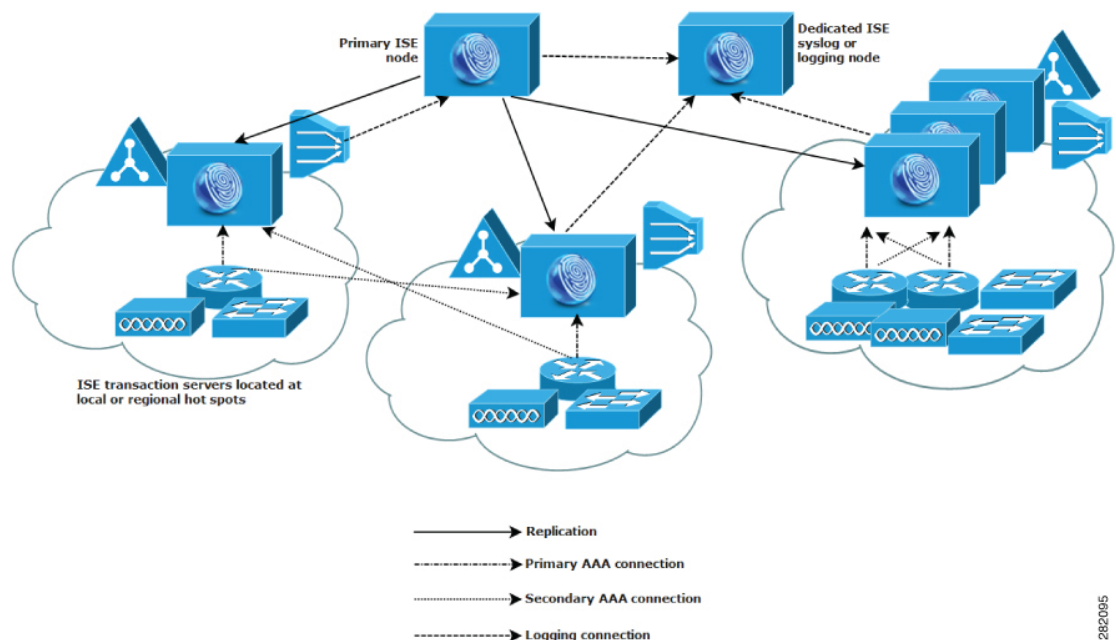 Primary ISE
node
Dedicated ISE
syslog or
logging node
ISE transaction servers located at
local or regional hot spots
Replication
Primary AAA connection
Secondary AAA connection
Logging connection
282095